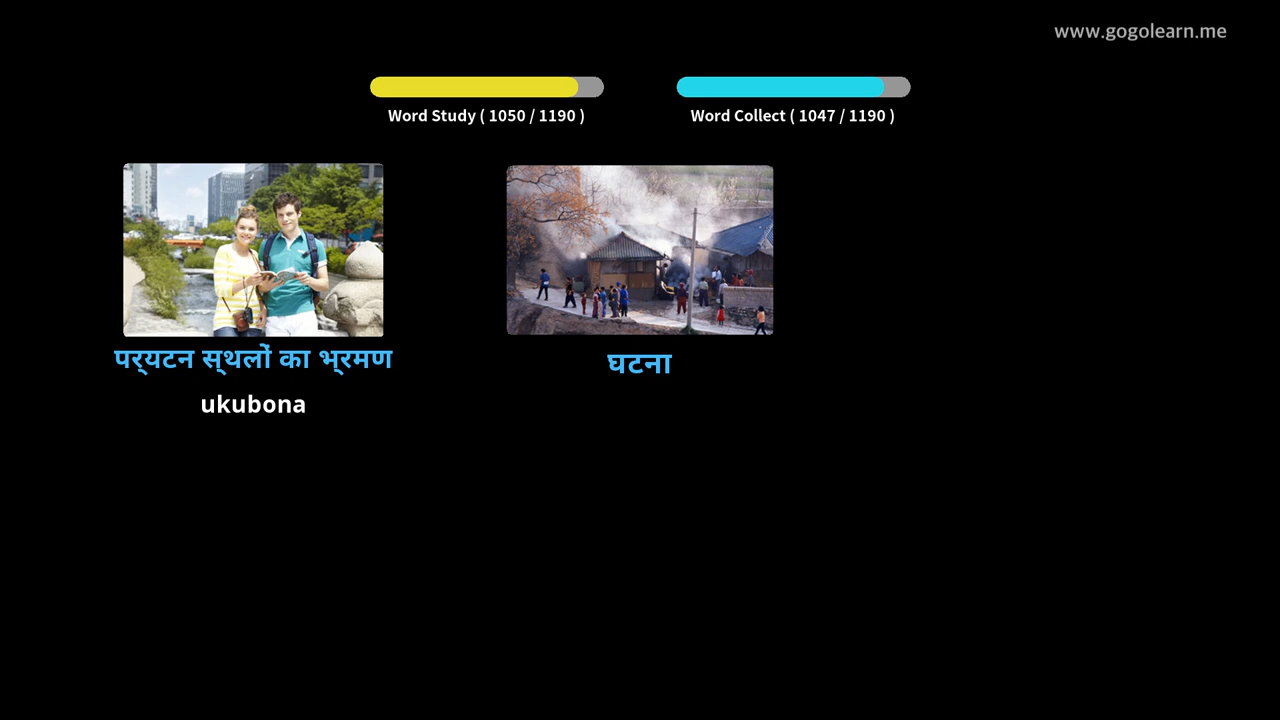 www.gogolearn.me
Word Study ( 1050 / 1190 )
Word Collect ( 1047 / 1190 )
पर्‌यटन स्‌थलों का भ्‌रमण
ukubona
घटना